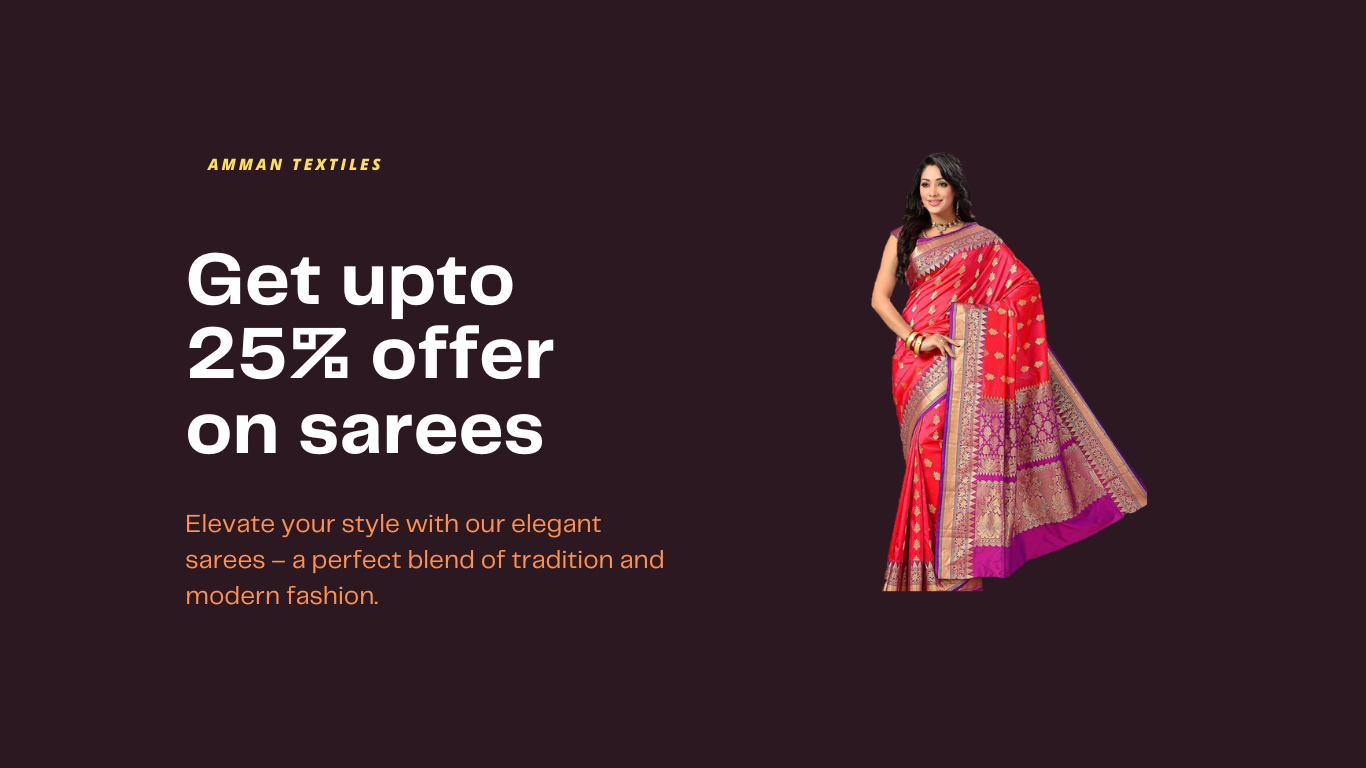 AMMAN TEXTILES
Get upto
25% offer
on sarees
Elevate your style with our elegant
sarees – a perfect blend of tradition and
modern fashion.